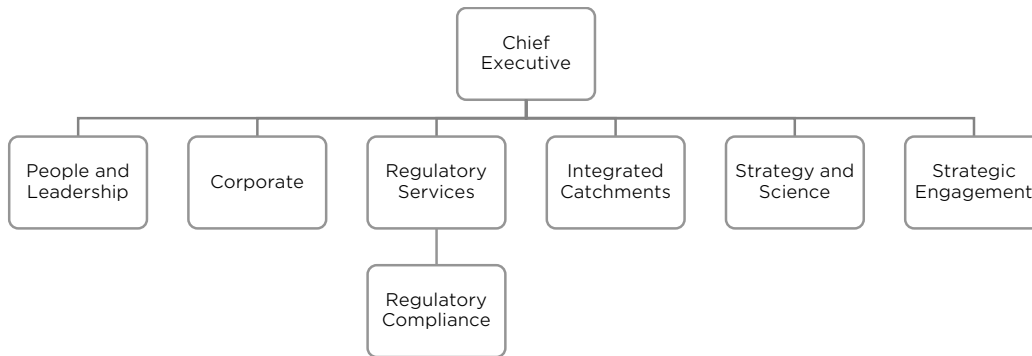 Chief
Executive
People and
Leadership
Corporate
Regulatory
Services
Integrated
Catchments
Strategy and
Science
Strategic
Engagement
Regulatory
Compliance